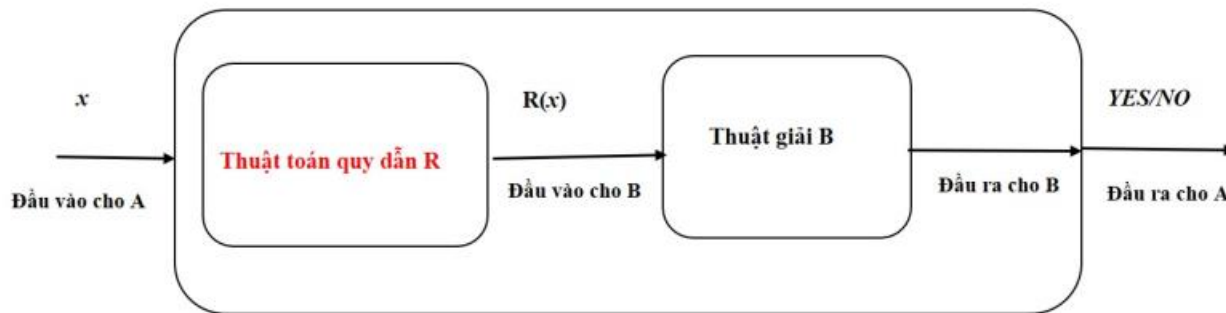 x
R(x)
YES/NO
Thuật toán quy dẫn R
Thuật giải B
Đầu vào cho A
Đầu vào cho B
Đầu ra cho B
Đầu ra cho A